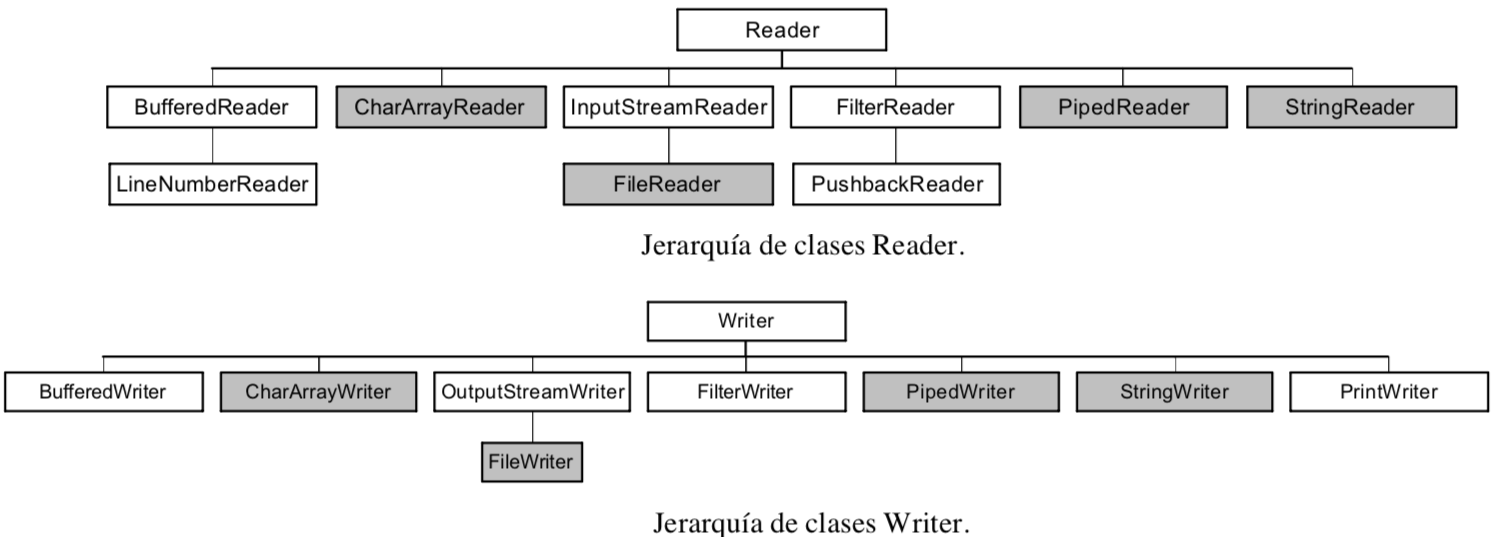 Reader
BufferedReader CharArrayReader InputStreamReader FilterReader PipedReader StringReader
LineNumberReader FileReader PushbackReader
Jerarquía de clases Reader.
Writer
BufferedWriter CharArrayWriter OutputStreamWriter FilterWriter PipedWriter StringWriter PrintWriter
FileWriter
Jerarquía de clases Writer.